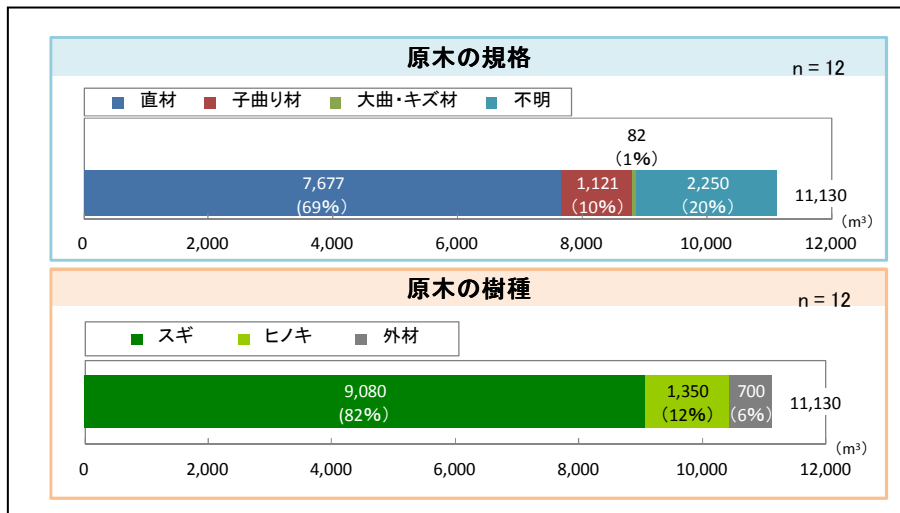 原木の規格
n = 12
直材 子曲り材 大曲・キズ材 不明
82
（1%）
7,677 1,121 2,250 11,130
（69%） （10%） （20%）
（m³）
0 2,000 4,000 6,000 8,000 10,000 12,000
原木の樹種
n = 12
スギ ヒノキ 外材
9,080 1,350 700 11,130
（82%） （12%） （6%）
（m³）
0 2,000 4,000 6,000 8,000 10,000 12,000